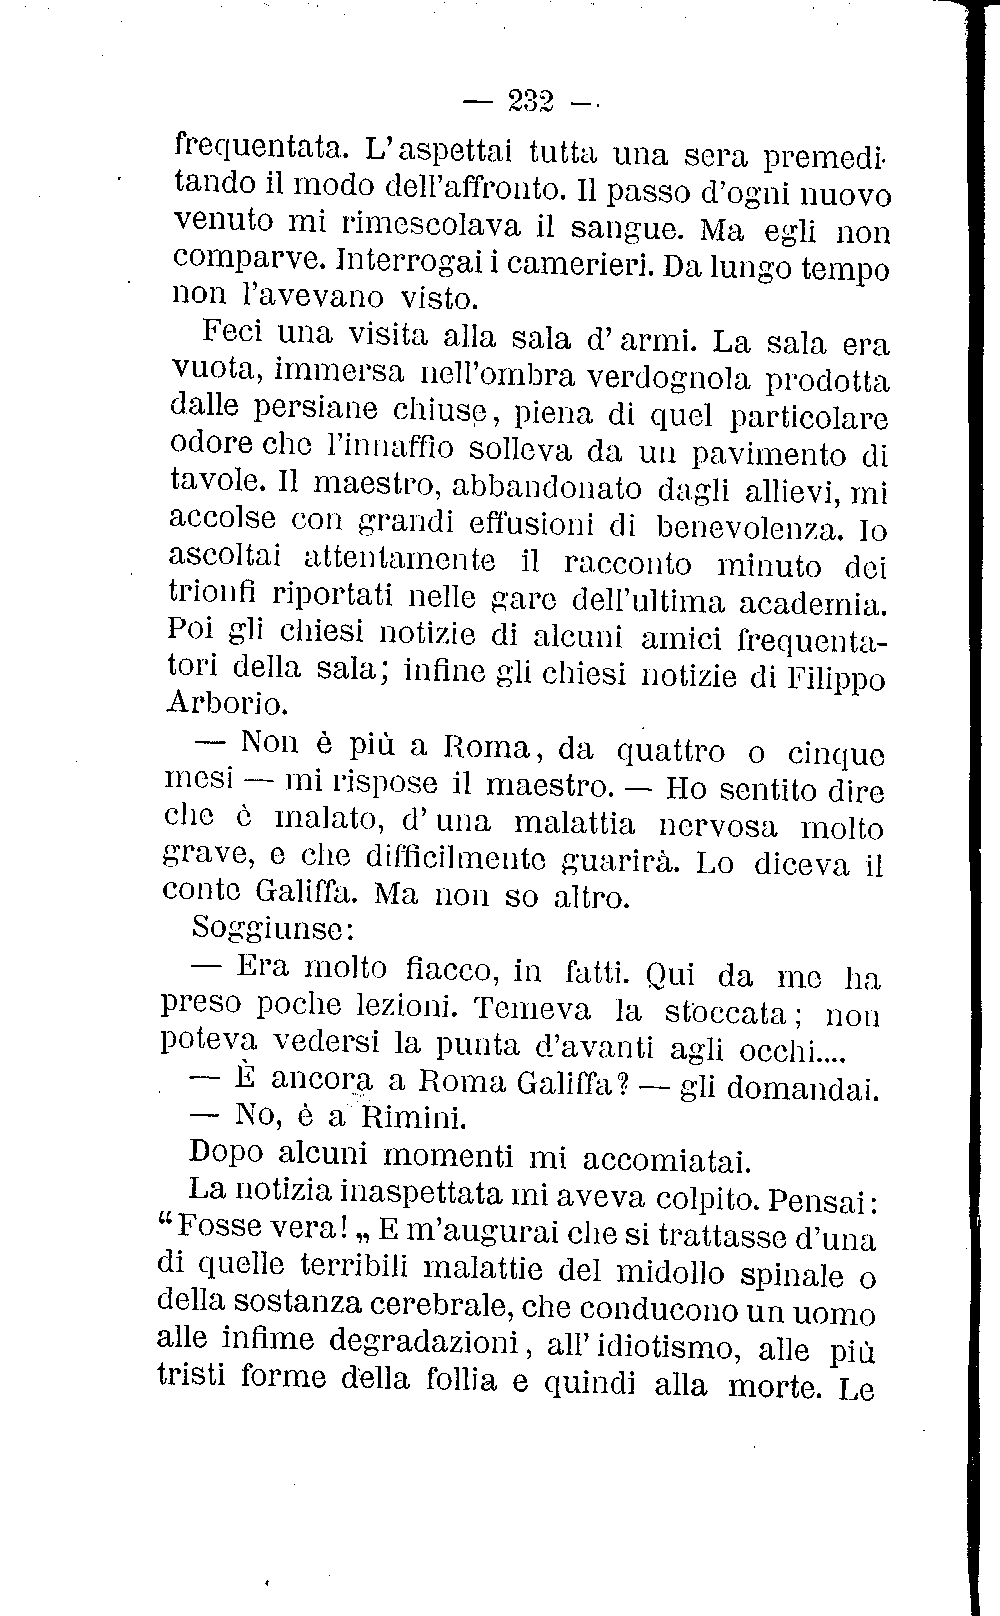 — 232 —
frequentata. L'aspettai tutta una sera premedi-
tando il modo dell'affronto. Il passo d'ogni nuovo
venuto mi rimescolava il sangue. Ma egli non
comparve. Interrogai i camerieri. Da lungo tempo
non l'avevano visto.
Feci una visita alla sala d'armi. La sala era
vuota, immersa nell'ombra verdognola prodotta
dalle persiane chiuse, piena di quel particolare
odore che l'innaffio solleva da un pavimento di
tavole. Il maestro, abbandonato dagli allievi, mi
accolse con grandi effusioni di benevolenza. Io
ascoltai attentamente il racconto minuto dei
trionfi riportati nelle gare dell'ultima academia.
Poi gli chiesi notizie di alcuni amici frequenta-
tori della sala; infine gli chiesi notizie di Filippo
Arborio.
— Non è più a Roma, da quattro o cinque
mesi — mi rispose il maestro. — Ho sentito dire
che è malato, d'una malattia nervosa molto
grave, e che difficilmente guarirà. Lo diceva il
conte Galiffa. Ma non so altro.
Soggiunse:
— Era molto fiacco, in fatti. Qui da me ha
preso poche lezioni. Temeva la stoccata; non
poteva vedersi la punta d'avanti agli occhi....
— È ancora a Roma Galiffa? — gli domandai.
— No, è a Rimini.
Dopo alcuni momenti mi accomiatai.
La notizia inaspettata mi aveva colpito. Pensai:
“Fosse vera! „ E m'augurai che si trattasse d'una
di quelle terribili malattie del midollo spinale o
della sostanza cerebrale, che conducono un uomo
alle infime degradazioni, all'idiotismo, alle più
tristi forme della follia e quindi alla morte. Le